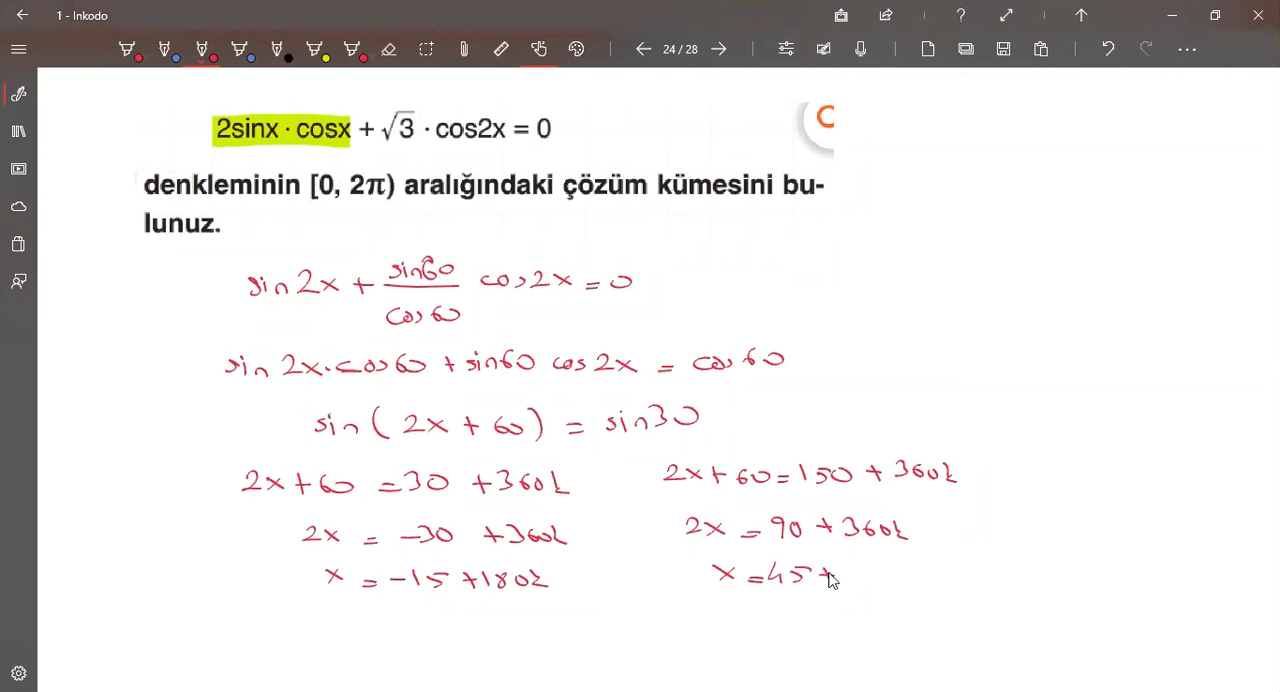 1 - Inkodo
24 / 28
2sinx · cosx + √3 · cos2x = 0
denkleminin [0, 2π) aralığındaki çözüm kümesini bu-
lunuz.
sin 2x + sin60/cos60 cos2x = 0
sin 2x · cos60 + sin60 cos2x = cos60
sin( 2x + 60 ) = sin30
2x + 60 = 30 + 360k
2x + 60 = 150 + 360k
2x = -30 + 360k
2x = 90 + 360k
x = -15 + 180k
x = 45 +